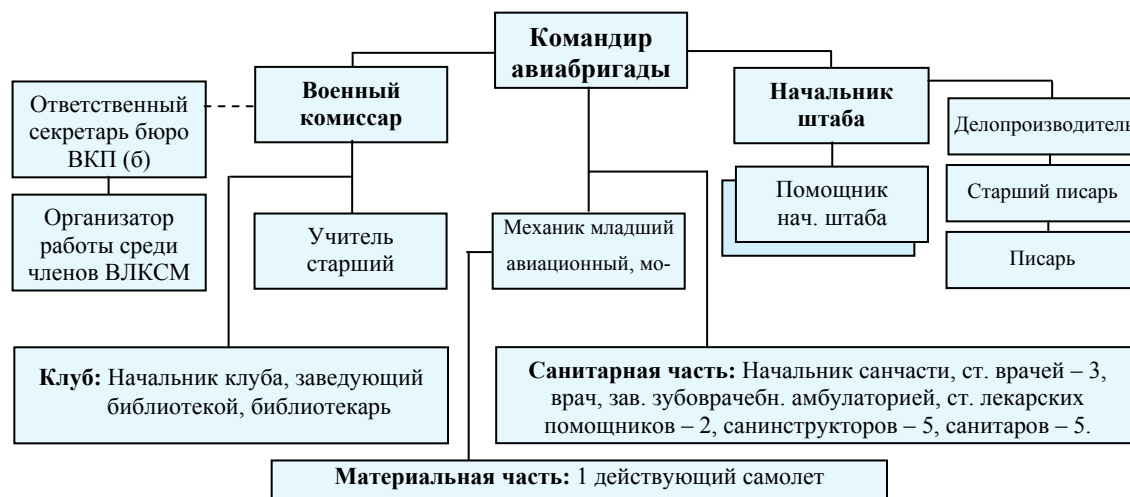 Командир
авиабригады
Военный
комиссар
Начальник
штаба
Ответственный
секретарь бюро
ВКП (б)
Делопроизводитель
Организатор
работы среди
членов ВЛКСМ
Учитель
старший
Механик младший
авиационный, мо-
Помощник
нач. штаба
Старший писарь
Писарь
Клуб: Начальник клуба, заведующий
библиотекой, библиотекарь
Санитарная часть: Начальник санчасти, ст. врачей – 3,
врач, зав. зубоврачебн. амбулаторией, ст. лекарских
помощников – 2, санинструкторов – 5, санитаров – 5.
Материальная часть: 1 действующий самолет